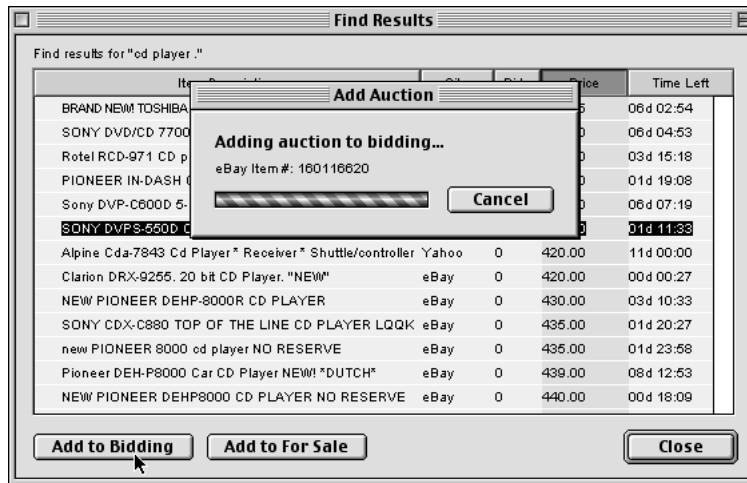 Find Results
Find results for "cd player ."
Price Time Left
Add Auction
Adding auction to bidding...
eBay Item #: 160116620
Cancel
BRAND NEW! TOSHIBA 06d 02:54
SONY DVD/CD 7700 06d 04:53
Rotel RCD-971 CD p 03d 15:18
PIONEER IN-DASH 01d 19:08
Sony DVP-C600D 5- 06d 07:19
SONY DVPS-550D 01d 11:33
Alpine Cda-7843 Cd Player* Receiver* Shuttle/controller Yahoo 0 420.00 11d 00:00
Clarion DRX-9255. 20 bit CD Player. "NEW" eBay 0 420.00 00d 00:27
NEW PIONEER DEHP-8000R CD PLAYER eBay 0 430.00 03d 10:33
SONY CDX-C880 TOP OF THE LINE CD PLAYER LQQK eBay 0 435.00 01d 20:27
new PIONEER 8000 cd player NO RESERVE eBay 0 435.00 01d 23:58
Pioneer DEH-P8000 Car CD Player NEW! *DUTCH* eBay 0 439.00 08d 12:53
NEW PIONEER DEHP8000 CD PLAYER NO RESERVE eBay 0 440.00 00d 18:09
Add to Bidding Add to For Sale Close